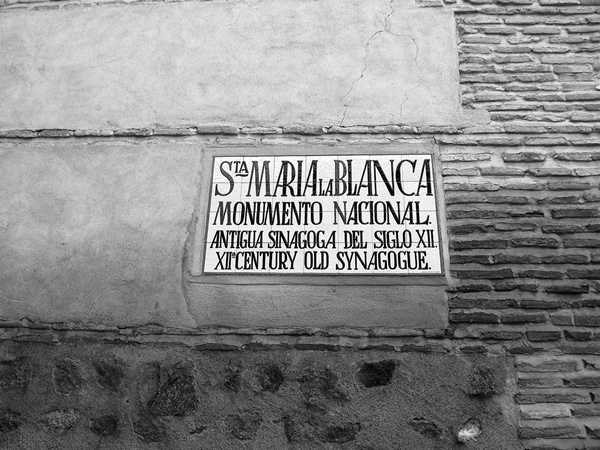 STA MARIA LA BLANCA
MONUMENTO NACIONAL.
ANTIGUA SINAGOGA DEL SIGLO XII.
XIIth CENTURY OLD SYNAGOGUE.